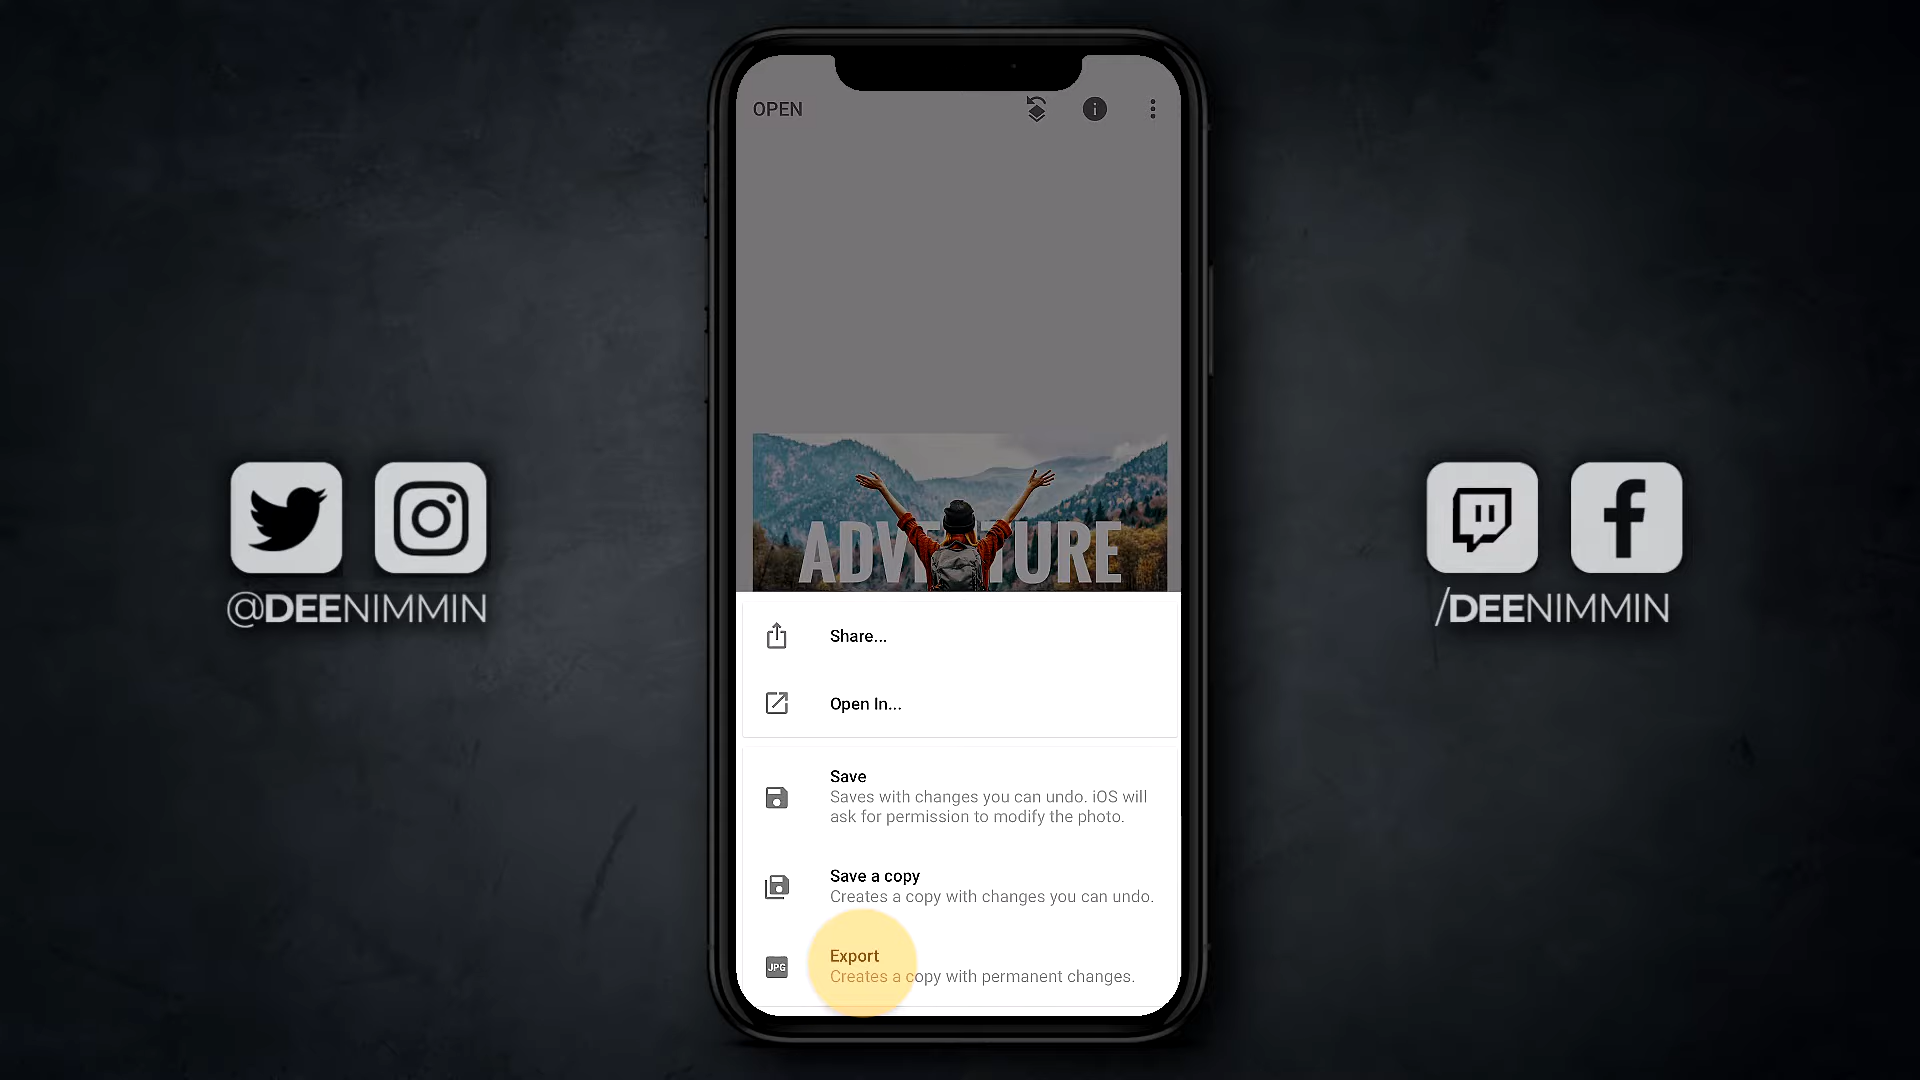 OPEN
ADVENTURE
Share...
Open In...
Save
Saves with changes you can undo. iOS will
ask for permission to modify the photo.
Save a copy
Creates a copy with changes you can undo.
JPG
Export
Creates a copy with permanent changes.
@DEENIMMIN
/DEENIMMIN